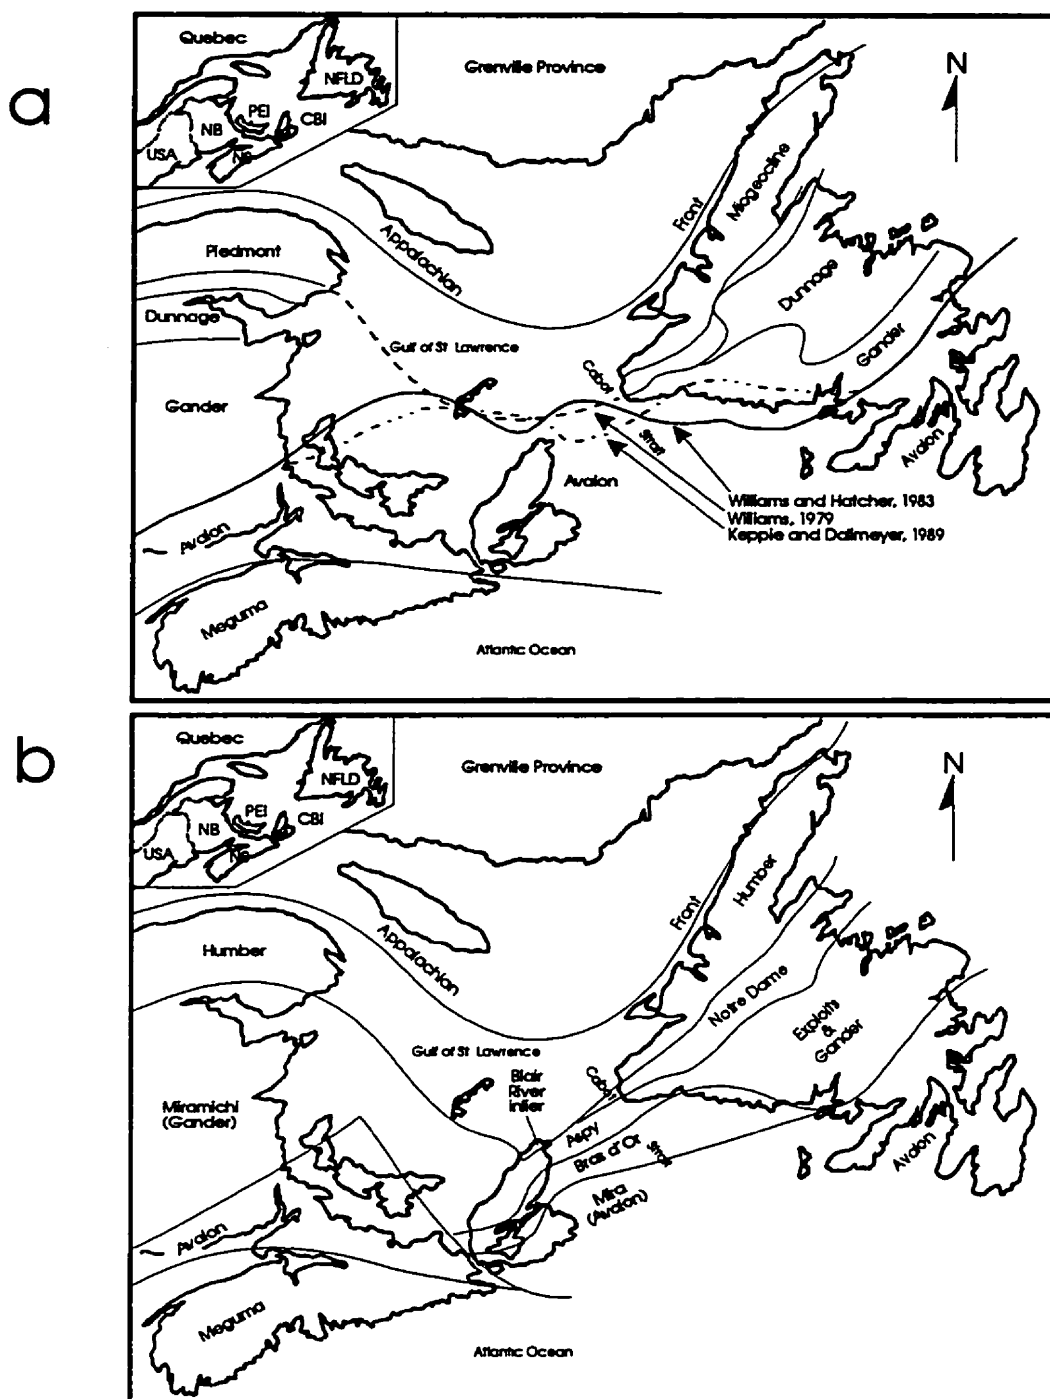 a
Quebec
NFLD
PEI
NB
CBI
USA
NS
Grenville Province
N
Front
Miogeocline
Appalachian
Piedmont
Dunnage
Dunnage
Gulf of St Lawrence
Gander
Gander
Cabot
Strait
Avalon
Avalon
Avalon
Williams and Hatcher, 1983
Williams, 1979
Keppie and Dallmeyer, 1989
Meguma
Atlantic Ocean
b
Quebec
NFLD
PEI
NB
CBI
USA
NS
Grenville Province
N
Front
Humber
Appalachian
Humber
Notre Dame
Exploits
&
Gander
Gulf of St Lawrence
Blair
River
Inlier
Cabot
Strait
Miramichi
(Gander)
Aspy
Bras d'Or
Mira
(Avalon)
Avalon
Avalon
Meguma
Atlantic Ocean